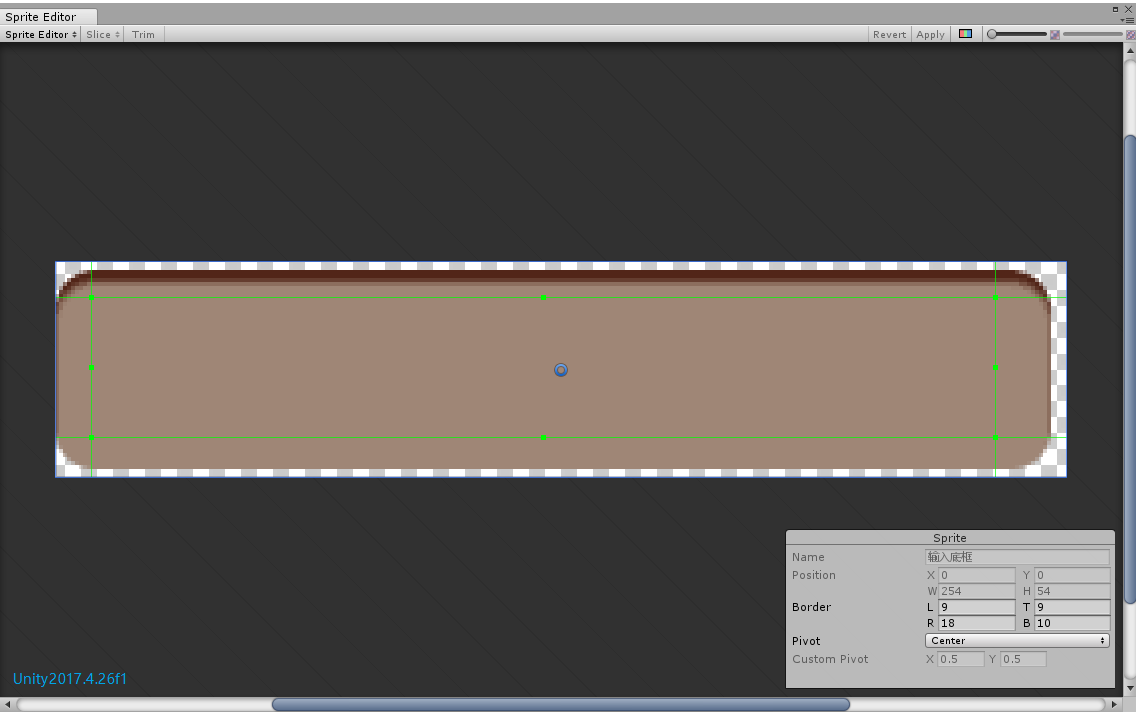 Sprite Editor
Sprite Editor Slice Trim Revert Apply
Sprite
Name 输入底框
Position X 0 Y 0
W 254 H 54
Border L 9 T 9
R 18 B 10
Pivot Center
Custom Pivot X 0.5 Y 0.5
Unity2017.4.26f1